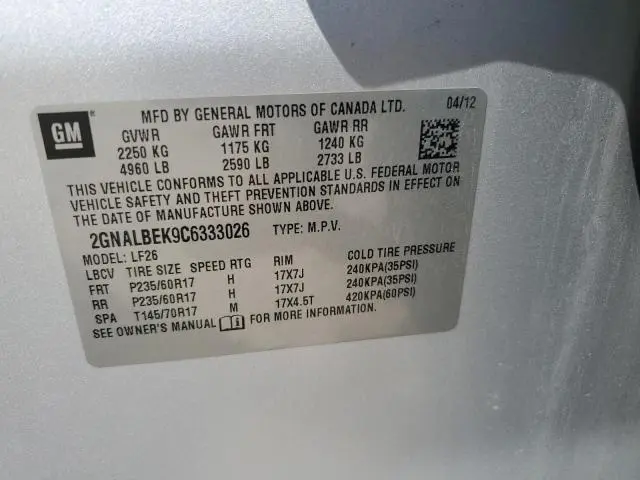 GM® MFD BY GENERAL MOTORS OF CANADA LTD. 04/12
GVWR GAWR FRT GAWR RR
2250 KG 1175 KG 1240 KG
4960 LB 2590 LB 2733 LB
THIS VEHICLE CONFORMS TO ALL APPLICABLE U.S. FEDERAL MOTOR
VEHICLE SAFETY AND THEFT PREVENTION STANDARDS IN EFFECT ON
THE DATE OF MANUFACTURE SHOWN ABOVE.
2GNALBEK9C6333026 TYPE: M.P.V.
MODEL: LF26
LBCV TIRE SIZE SPEED RTG RIM COLD TIRE PRESSURE
FRT P235/60R17 H 17X7J 240KPA(35PSI)
RR P235/60R17 H 17X7J 240KPA(35PSI)
SPA T145/70R17 M 17X4.5T 420KPA(60PSI)
SEE OWNER'S MANUAL FOR MORE INFORMATION.